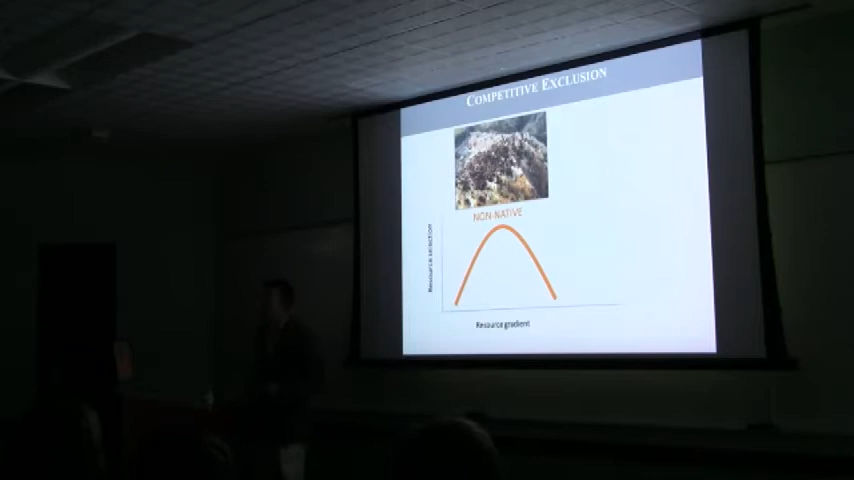 COMPETITIVE EXCLUSION
NON-NATIVE
Resource selection
Resource gradient